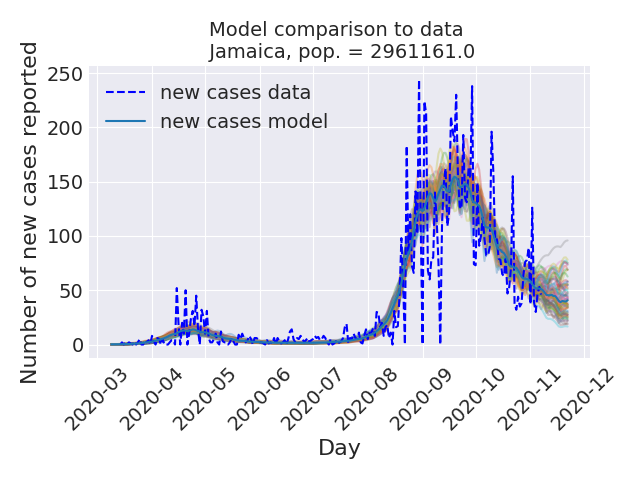 Model comparison to data
Jamaica, pop. = 2961161.0
Number of new cases reported
250
200
150
100
50
0
new cases data
new cases model
2020-03
2020-04
2020-05
2020-06
2020-07
2020-08
2020-09
2020-10
2020-11
2020-12
Day